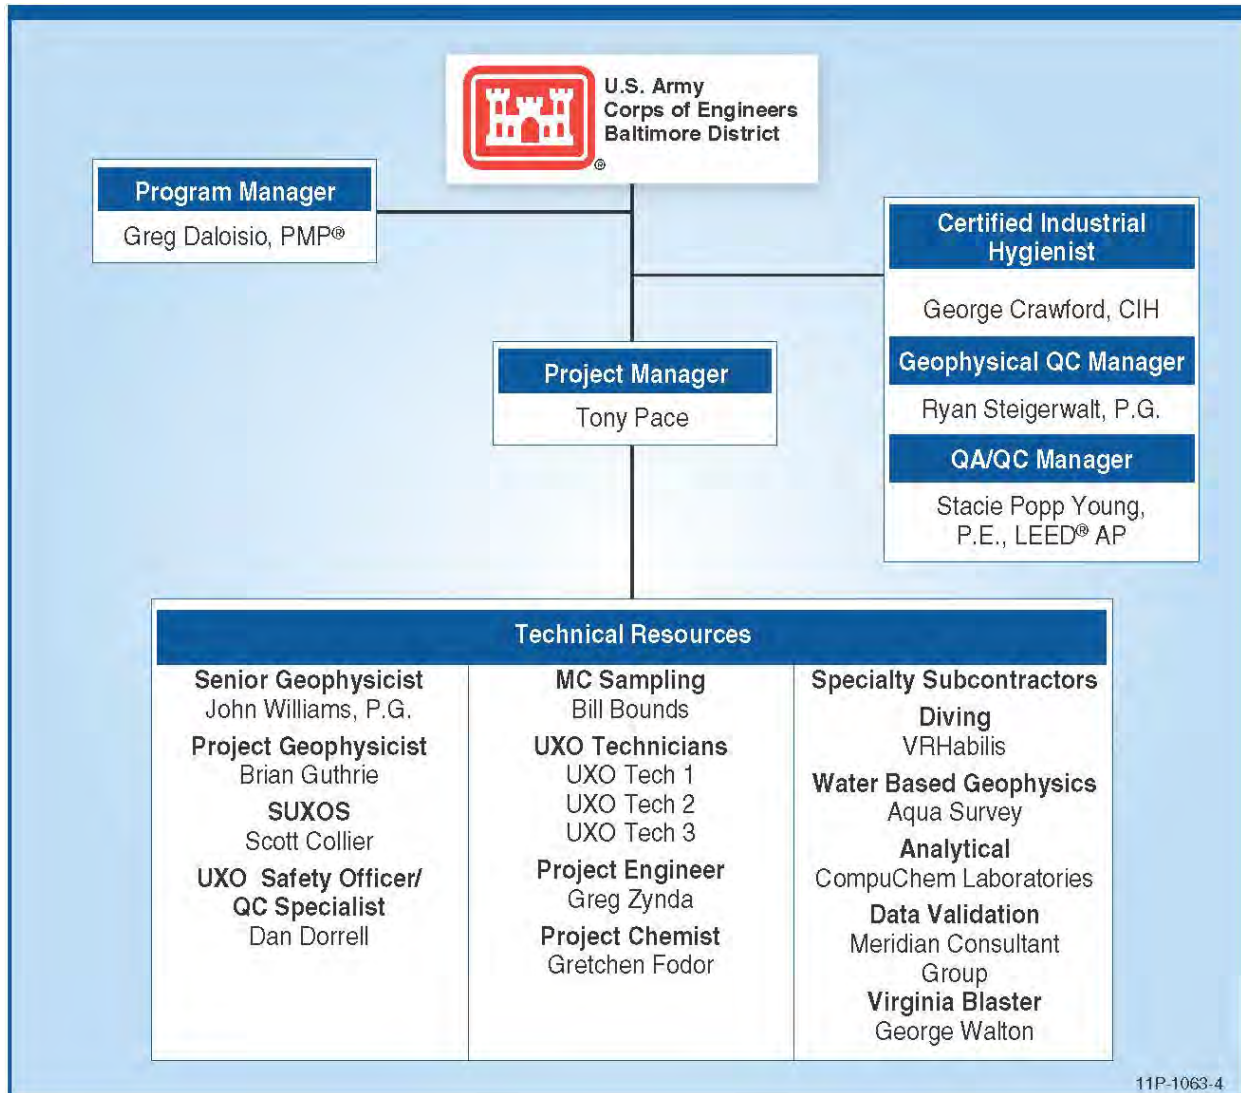 U.S. Army
Corps of Engineers
Baltimore District
®
Program Manager
Greg Daloisio, PMP®
Certified Industrial
Hygienist
George Crawford, CIH
Geophysical QC Manager
Ryan Steigerwalt, P.G.
QA/QC Manager
Stacie Popp Young,
P.E., LEED® AP
Project Manager
Tony Pace
Technical Resources
Senior Geophysicist
John Williams, P.G.
Project Geophysicist
Brian Guthrie
SUXOS
Scott Collier
UXO Safety Officer/
QC Specialist
Dan Dorrell
MC Sampling
Bill Bounds
UXO Technicians
UXO Tech 1
UXO Tech 2
UXO Tech 3
Project Engineer
Greg Zynda
Project Chemist
Gretchen Fodor
Specialty Subcontractors
Diving
VRHabilis
Water Based Geophysics
Aqua Survey
Analytical
CompuChem Laboratories
Data Validation
Meridian Consultant
Group
Virginia Blaster
George Walton
11P-1063-4